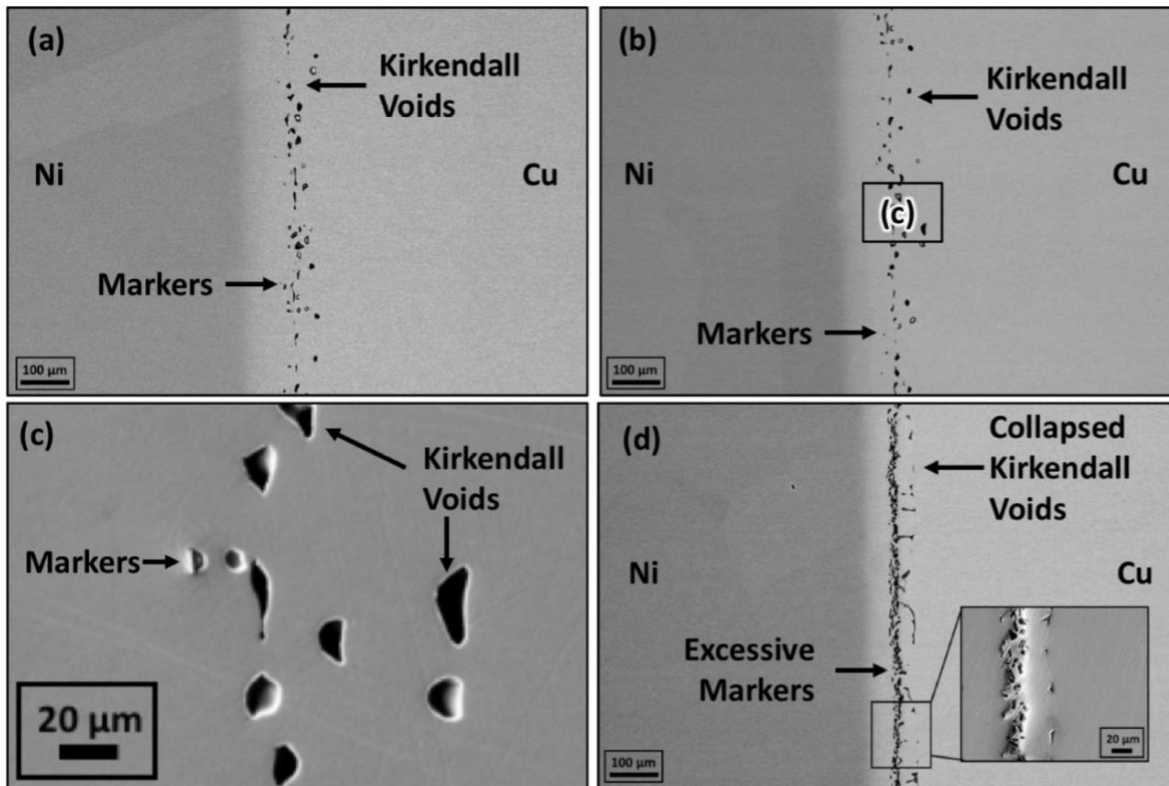 (a)
Kirkendall
Voids
Ni
Cu
Markers
100 µm
(b)
Kirkendall
Voids
Ni
Cu
(c)
Markers
100 µm
(c)
Kirkendall
Voids
Markers
20 µm
(d)
Collapsed
Kirkendall
Voids
Ni
Cu
Excessive
Markers
20 µm
100 µm